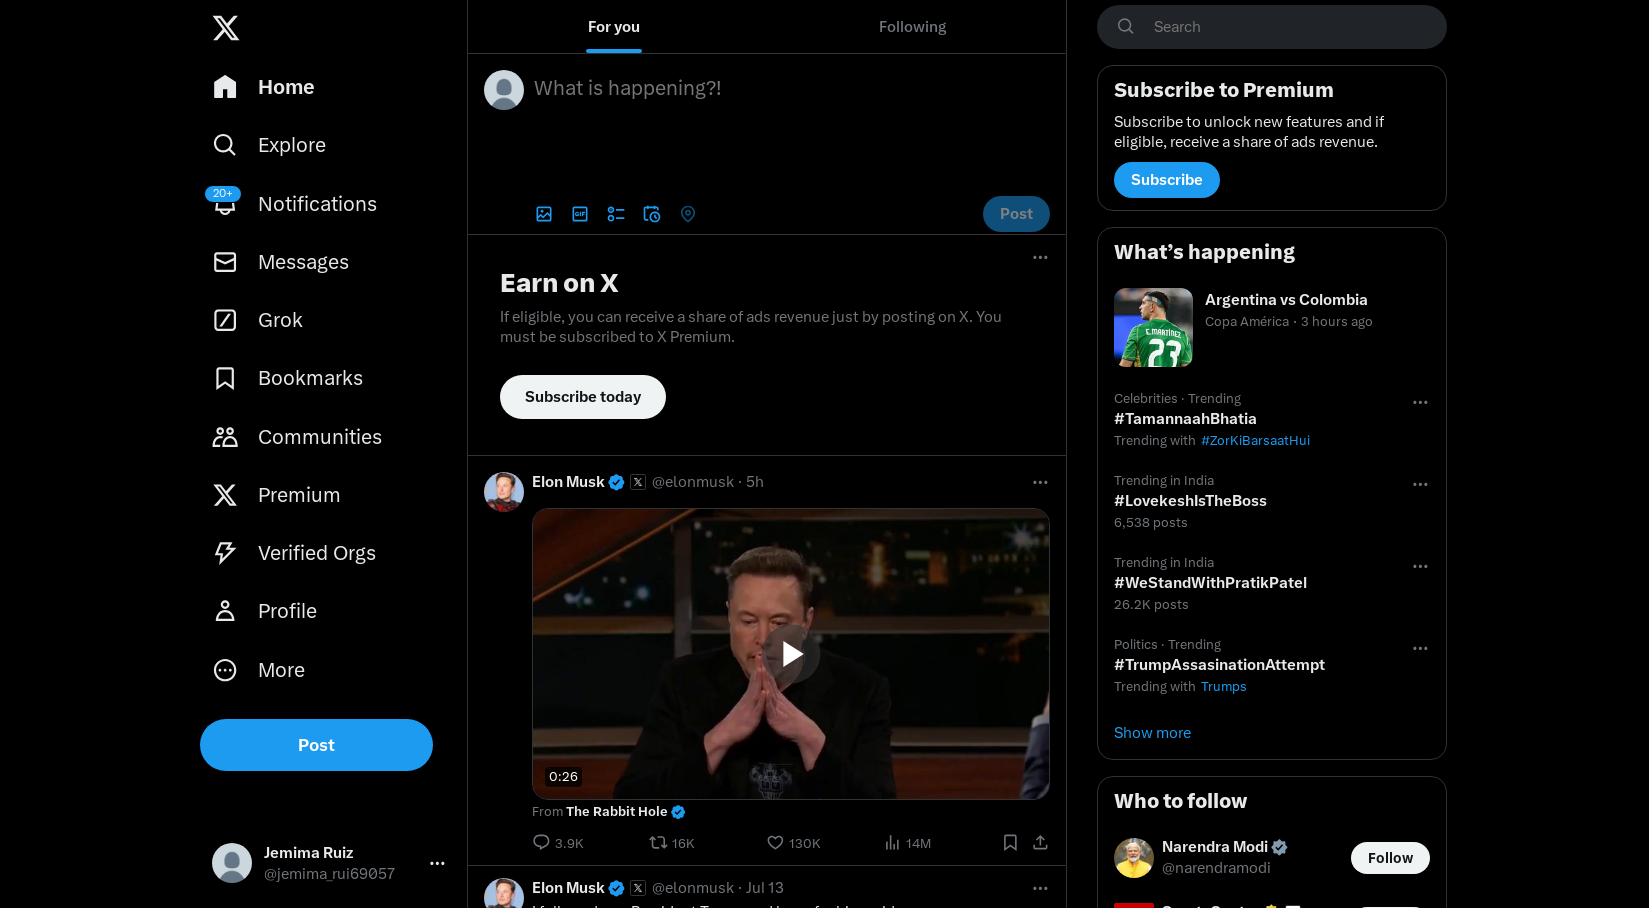 Home
Explore
20+
Notifications
Messages
Grok
Bookmarks
Communities
Premium
Verified Orgs
Profile
More
Post
Jemima Ruiz
@jemima_rui69057
For you
Following
What is happening?!
GIF
Post
Earn on X
If eligible, you can receive a share of ads revenue just by posting on X. You
must be subscribed to X Premium.
Subscribe today
Elon Musk @elonmusk · 5h
0:26
From The Rabbit Hole
3.9K 16K 130K 14M
Elon Musk @elonmusk · Jul 13
Search
Subscribe to Premium
Subscribe to unlock new features and if
eligible, receive a share of ads revenue.
Subscribe
What’s happening
E.MARTÍNEZ
23
Argentina vs Colombia
Copa América · 3 hours ago
Celebrities · Trending
#TamannaahBhatia
Trending with #ZorKiBarsaatHui
Trending in India
#LovekeshIsTheBoss
6,538 posts
Trending in India
#WeStandWithPratikPatel
26.2K posts
Politics · Trending
#TrumpAssasinationAttempt
Trending with Trumps
Show more
Who to follow
Narendra Modi
@narendramodi
Follow